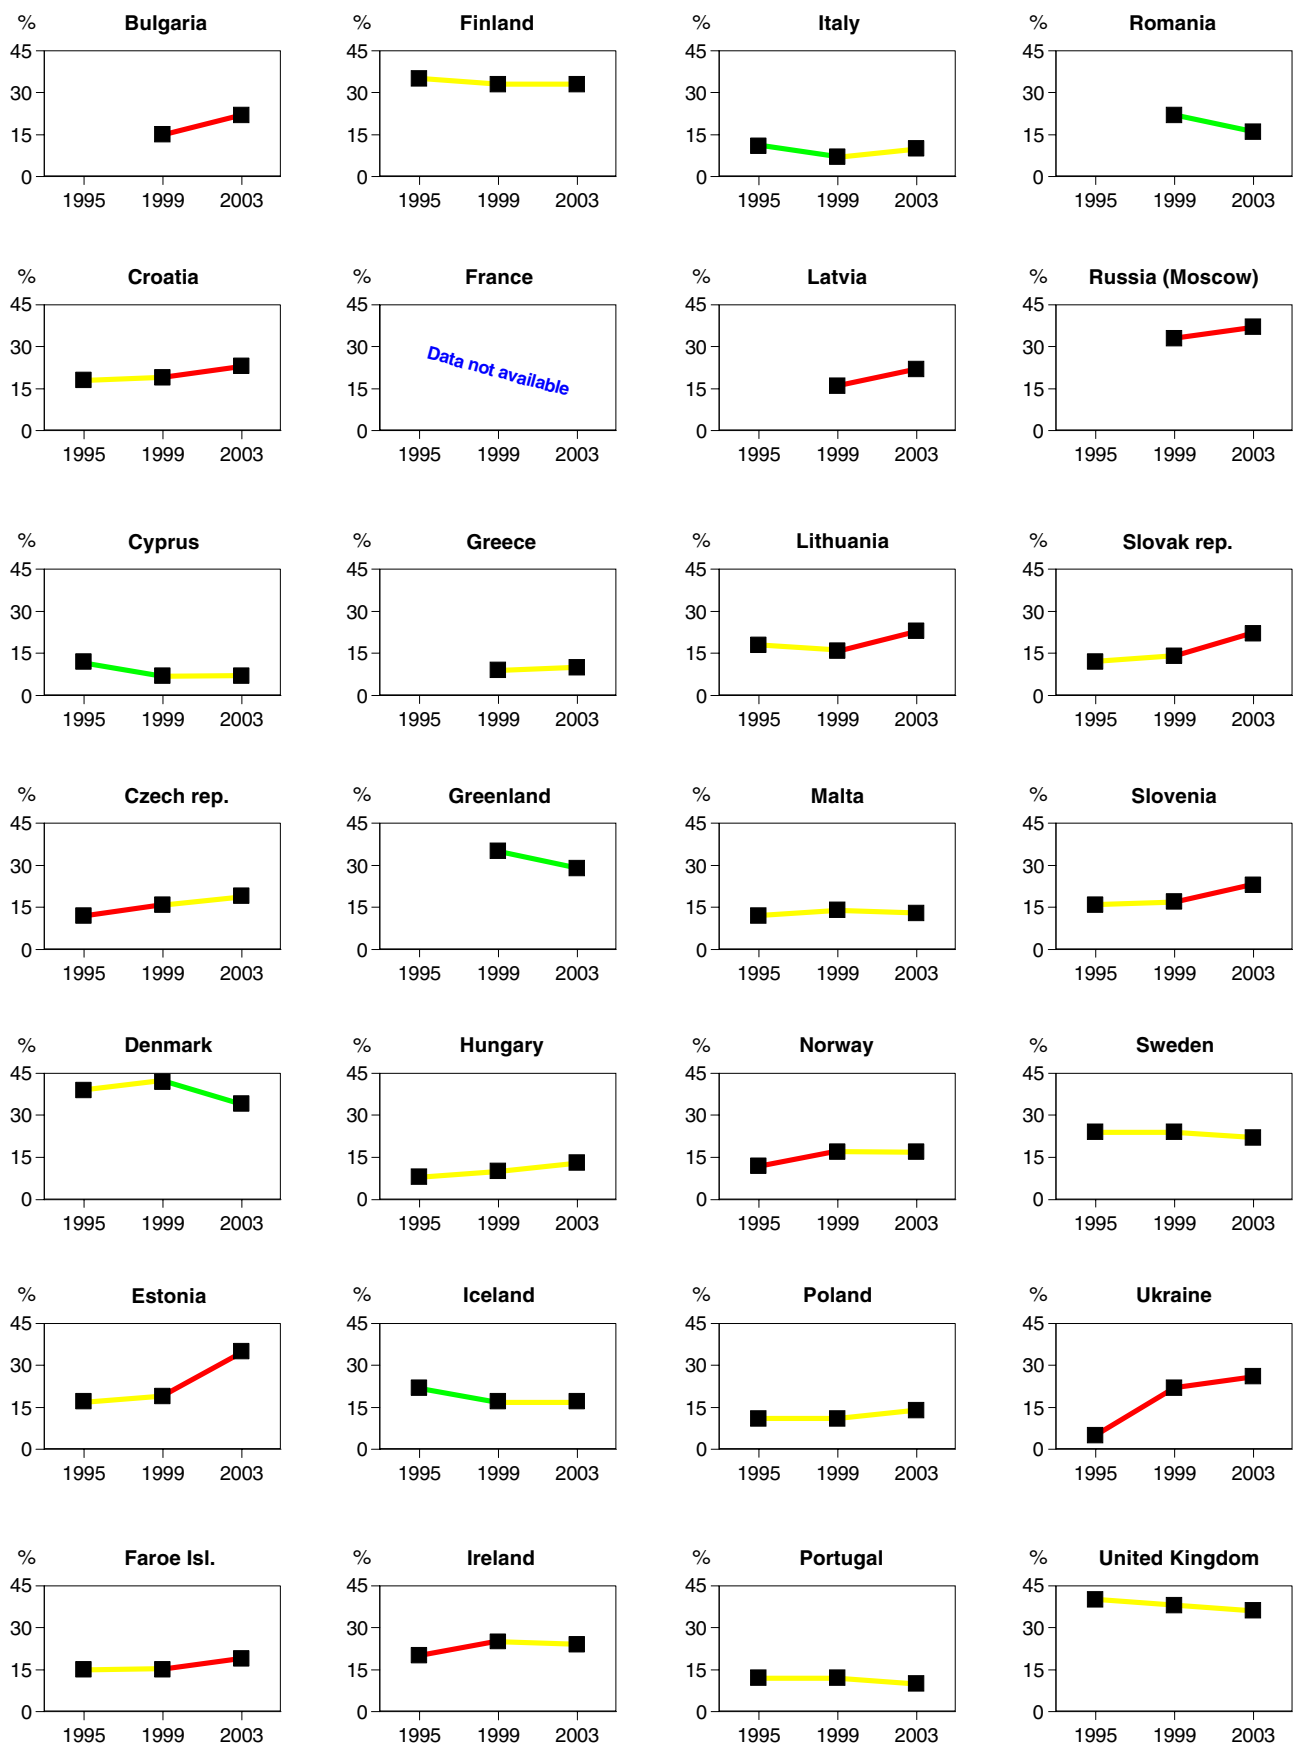 % Bulgaria
45
30
15
0
1995 1999 2003
% Finland
45
30
15
0
1995 1999 2003
% Italy
45
30
15
0
1995 1999 2003
% Romania
45
30
15
0
1995 1999 2003
% Croatia
45
30
15
0
1995 1999 2003
% France
45
30
15
0
Data not available
1995 1999 2003
% Latvia
45
30
15
0
1995 1999 2003
% Russia (Moscow)
45
30
15
0
1995 1999 2003
% Cyprus
45
30
15
0
1995 1999 2003
% Greece
45
30
15
0
1995 1999 2003
% Lithuania
45
30
15
0
1995 1999 2003
% Slovak rep.
45
30
15
0
1995 1999 2003
% Czech rep.
45
30
15
0
1995 1999 2003
% Greenland
45
30
15
0
1995 1999 2003
% Malta
45
30
15
0
1995 1999 2003
% Slovenia
45
30
15
0
1995 1999 2003
% Denmark
45
30
15
0
1995 1999 2003
% Hungary
45
30
15
0
1995 1999 2003
% Norway
45
30
15
0
1995 1999 2003
% Sweden
45
30
15
0
1995 1999 2003
% Estonia
45
30
15
0
1995 1999 2003
% Iceland
45
30
15
0
1995 1999 2003
% Poland
45
30
15
0
1995 1999 2003
% Ukraine
45
30
15
0
1995 1999 2003
% Faroe Isl.
45
30
15
0
1995 1999 2003
% Ireland
45
30
15
0
1995 1999 2003
% Portugal
45
30
15
0
1995 1999 2003
% United Kingdom
45
30
15
0
1995 1999 2003